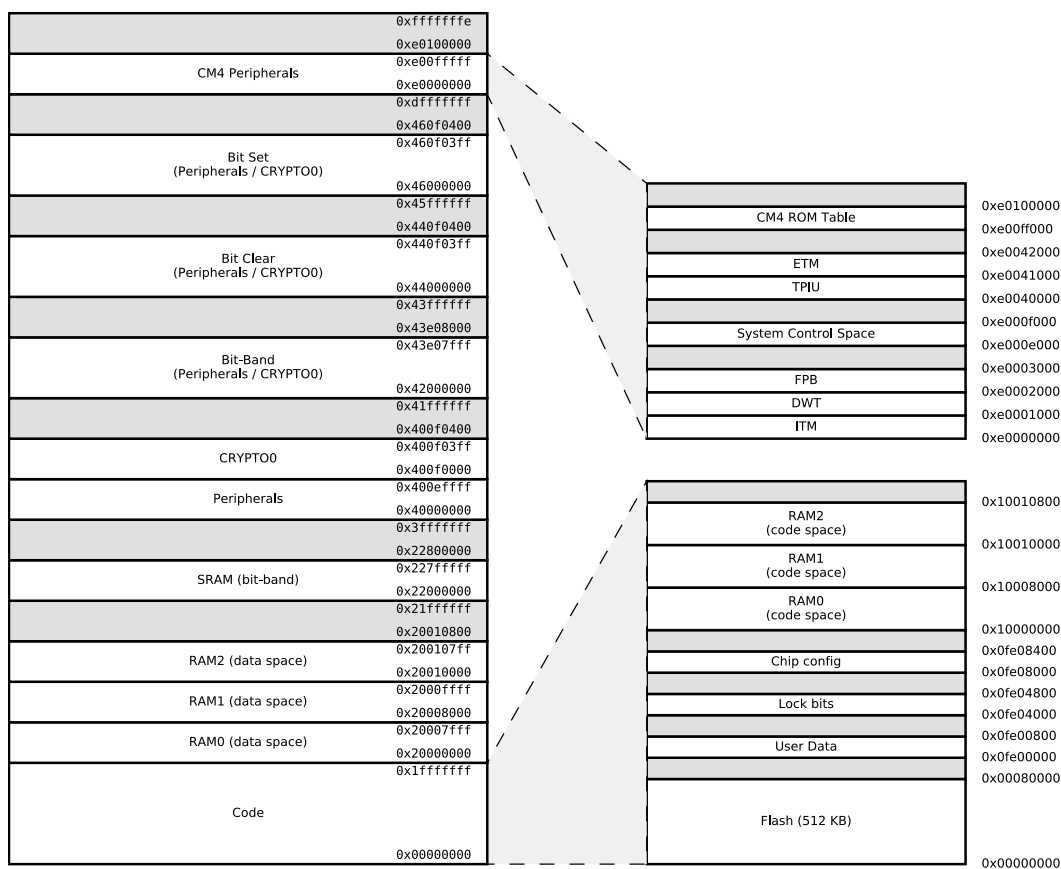 0xfffffffe
0xe0100000
0xe00fffff
CM4 Peripherals
0xe0000000
0xdfffffff
0x460f0400
0x460f03ff
Bit Set
(Peripherals / CRYPTO0)
0x46000000
0x45ffffff
0x440f0400
0x440f03ff
Bit Clear
(Peripherals / CRYPTO0)
0x44000000
0x43ffffff
0x43e08000
0x43e07fff
Bit-Band
(Peripherals / CRYPTO0)
0x42000000
0x41ffffff
0x400f0400
0x400f03ff
CRYPTO0
0x400f0000
0x400effff
Peripherals
0x40000000
0x3fffffff
0x22800000
0x227fffff
SRAM (bit-band)
0x22000000
0x21ffffff
0x20010800
0x200107ff
RAM2 (data space)
0x20010000
0x2000ffff
RAM1 (data space)
0x20008000
0x20007fff
RAM0 (data space)
0x20000000
0x1fffffff
Code
0x00000000
0xe0100000
CM4 ROM Table
0xe00ff000
0xe0042000
ETM
0xe0041000
TPIU
0xe0040000
0xe000f000
System Control Space
0xe000e000
0xe0003000
FPB
0xe0002000
DWT
0xe0001000
ITM
0xe0000000
0x10010800
RAM2
(code space)
0x10010000
RAM1
(code space)
0x10008000
RAM0
(code space)
0x10000000
0x0fe08400
Chip config
0x0fe08000
0x0fe04800
Lock bits
0x0fe04000
0x0fe00800
User Data
0x0fe00000
0x00080000
Flash (512 KB)
0x00000000